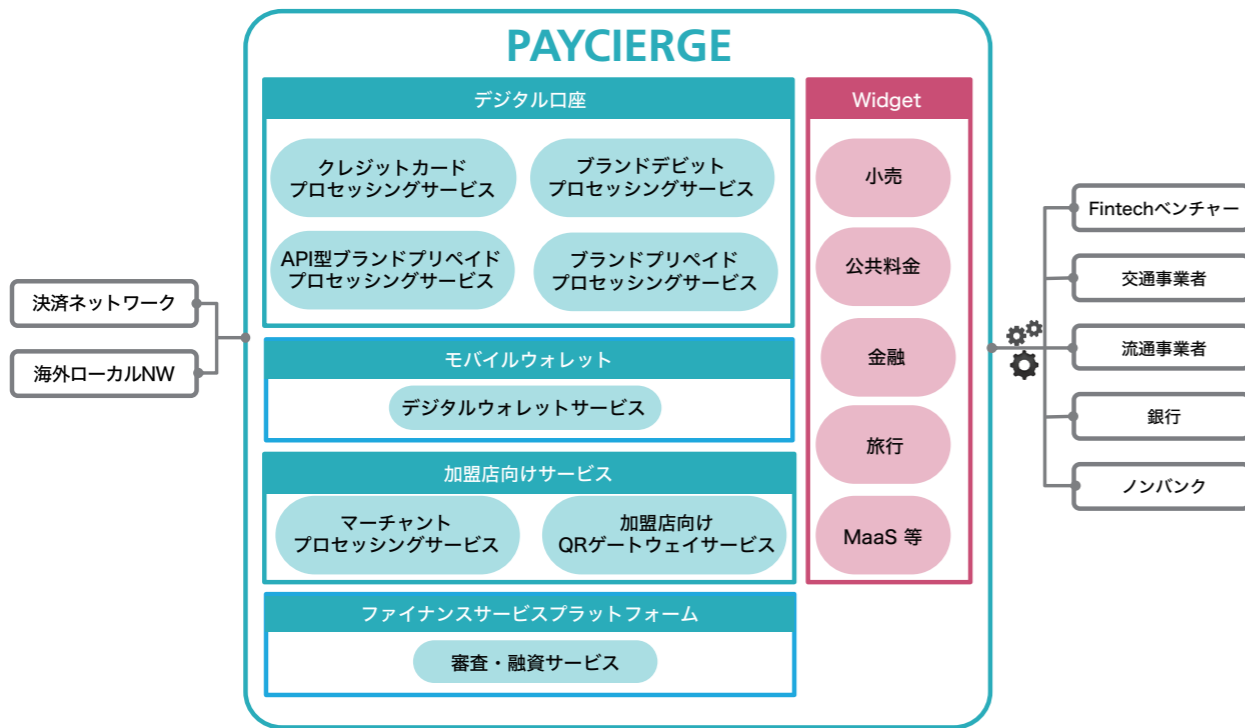 PAYCIERGE
デジタル口座
クレジットカード
プロセッシングサービス
ブランドデビット
プロセッシングサービス
API型ブランドプリペイド
プロセッシングサービス
ブランドプリペイド
プロセッシングサービス
モバイルウォレット
デジタルウォレットサービス
加盟店向けサービス
マーチャント
プロセッシングサービス
加盟店向け
QRゲートウェイサービス
ファイナンスサービスプラットフォーム
審査・融資サービス
Widget
小売
公共料金
金融
旅行
MaaS 等
決済ネットワーク
海外ローカルNW
Fintechベンチャー
交通事業者
流通事業者
銀行
ノンバンク